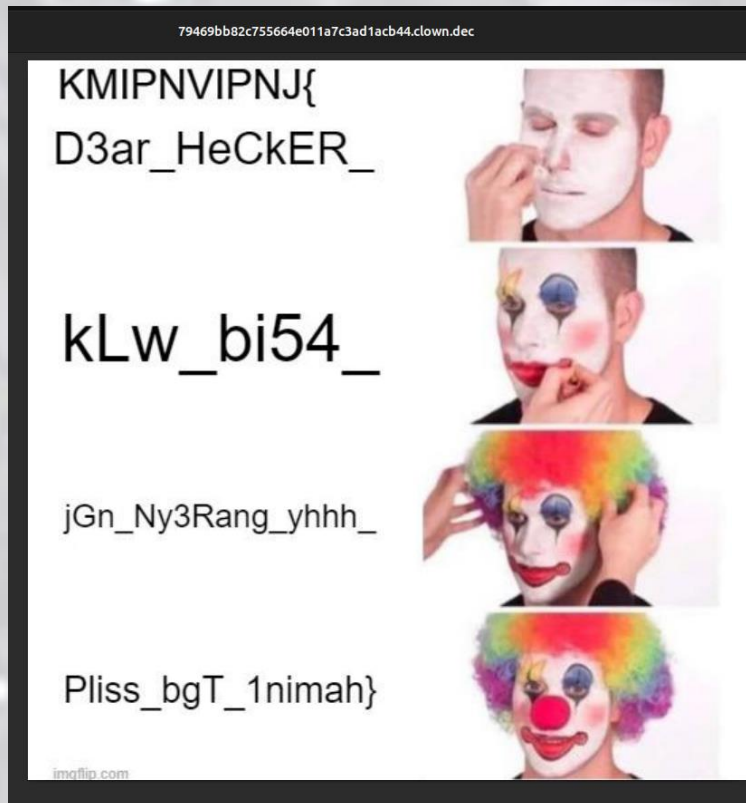 79469bb82c755664e011a7c3ad1acb44.clown.dec
KMIPNVIPNJ{
D3ar_HeCkER_
kLw_bi54_
jGn_Ny3Rang_yhhh_
Pliss_bgT_1nimah}
imgflip.com